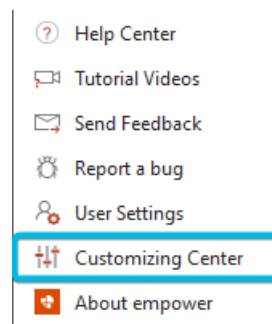 Help Center
Tutorial Videos
Send Feedback
Report a bug
User Settings
Customizing Center
About empower